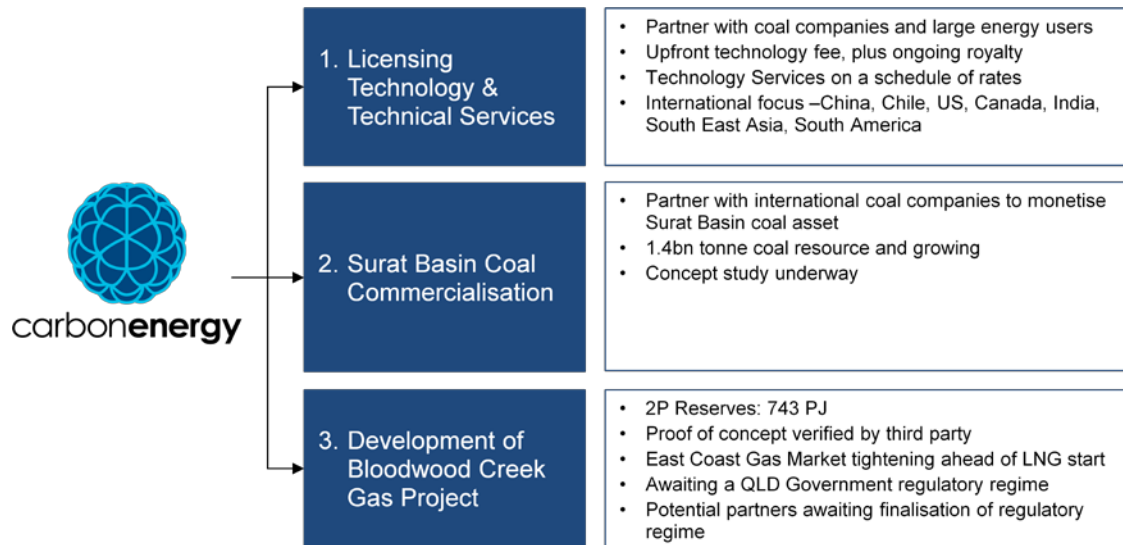 carbonenergy
1. Licensing
Technology &
Technical Services
• Partner with coal companies and large energy users
• Upfront technology fee, plus ongoing royalty
• Technology Services on a schedule of rates
• International focus –China, Chile, US, Canada, India,
South East Asia, South America
2. Surat Basin Coal
Commercialisation
• Partner with international coal companies to monetise
Surat Basin coal asset
• 1.4bn tonne coal resource and growing
• Concept study underway
3. Development of
Bloodwood Creek
Gas Project
• 2P Reserves: 743 PJ
• Proof of concept verified by third party
• East Coast Gas Market tightening ahead of LNG start
• Awaiting a QLD Government regulatory regime
• Potential partners awaiting finalisation of regulatory
regime